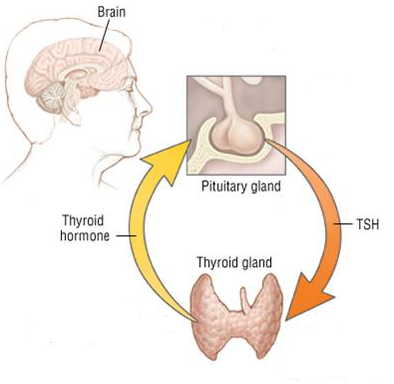 Brain
Pituitary gland
Thyroid
hormone
TSH
Thyroid gland